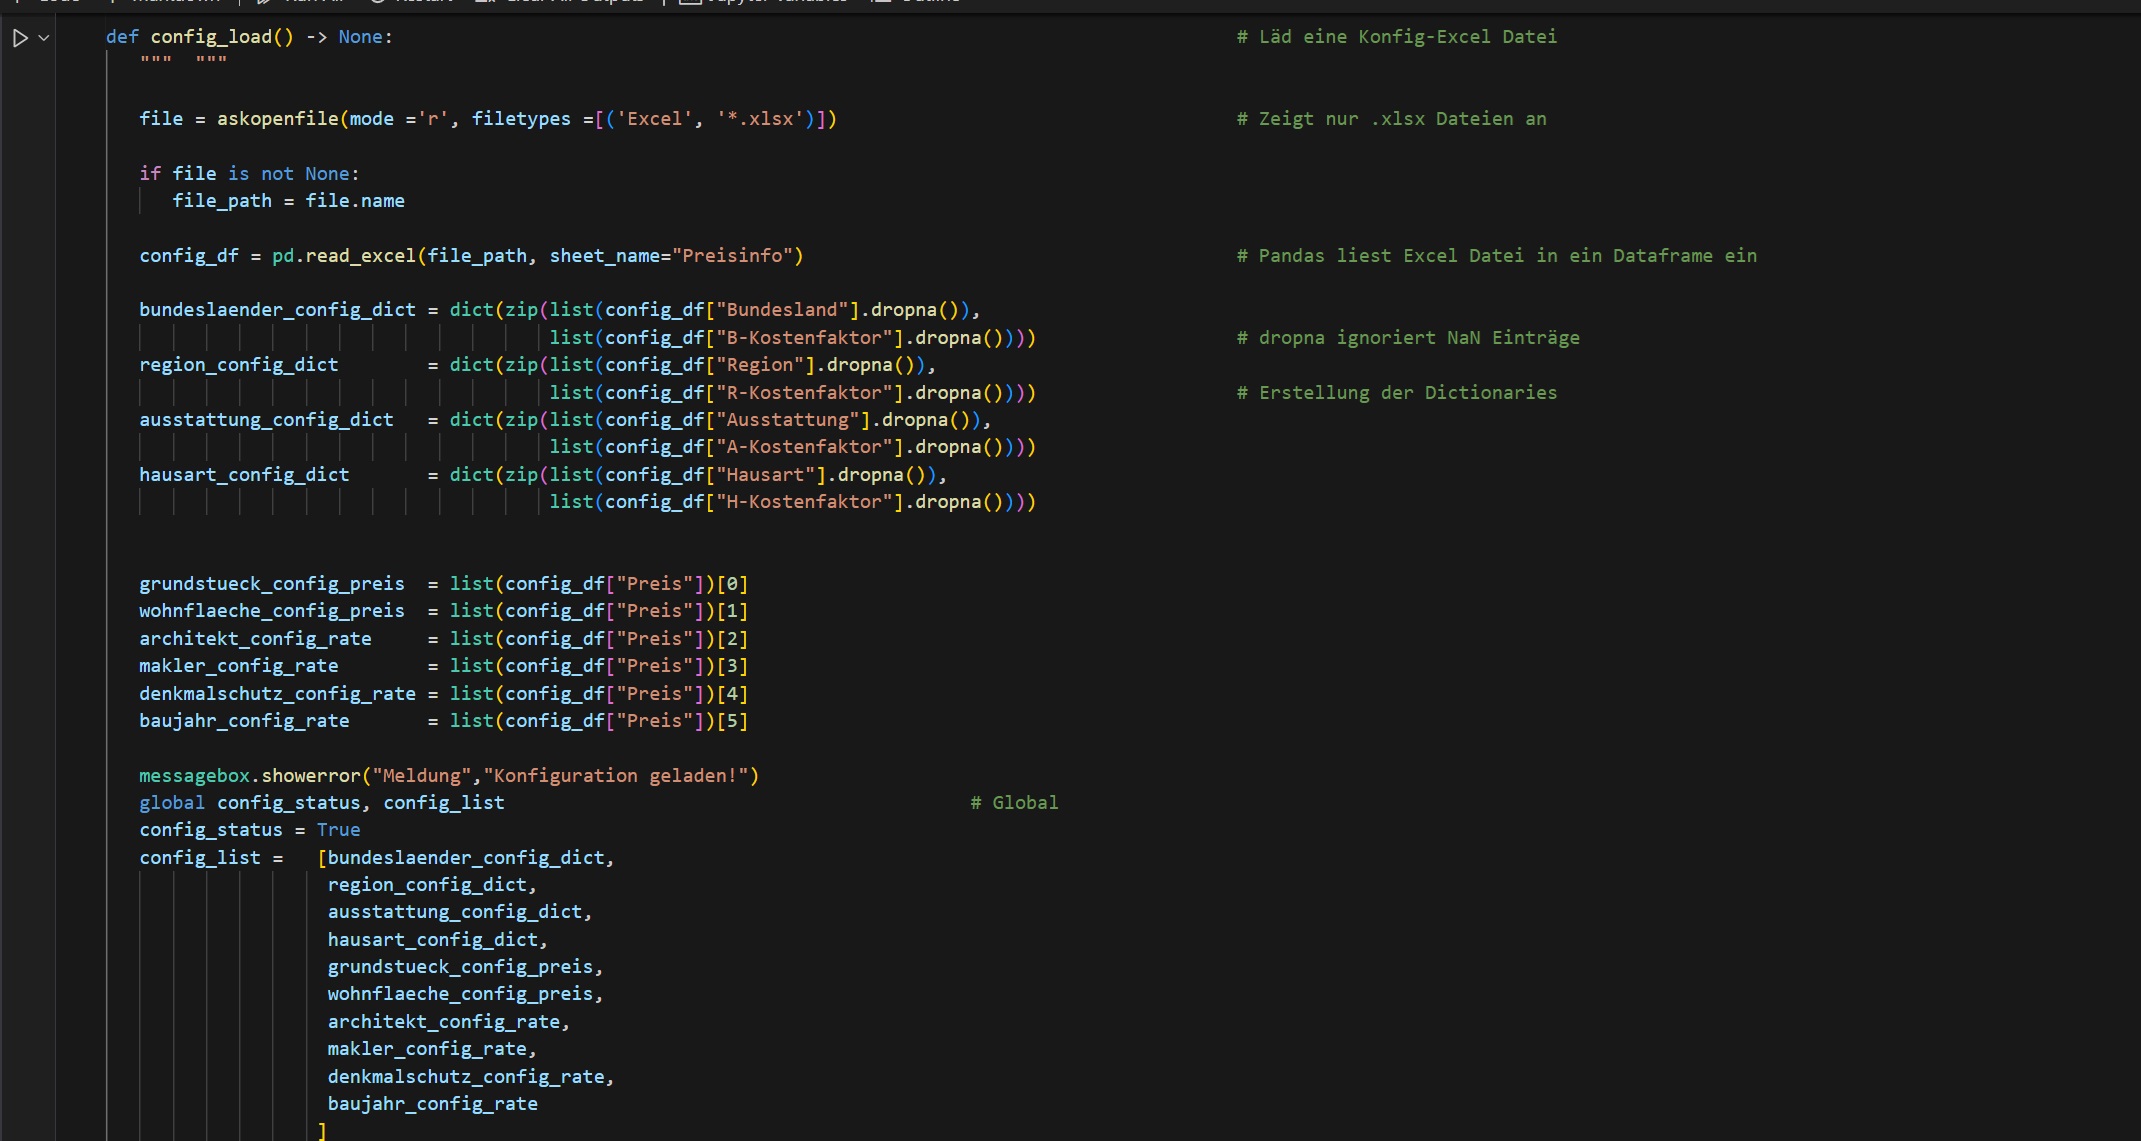 def config_load() -> None: # Läd eine Konfig-Excel Datei
""" """
file = askopenfile(mode ='r', filetypes =[('Excel', '*.xlsx')]) # Zeigt nur .xlsx Dateien an
if file is not None:
file_path = file.name
config_df = pd.read_excel(file_path, sheet_name="Preisinfo") # Pandas liest Excel Datei in ein Dataframe ein
bundeslaender_config_dict = dict(zip(list(config_df["Bundesland"].dropna()),
list(config_df["B-Kostenfaktor"].dropna()))) # dropna ignoriert NaN Einträge
region_config_dict = dict(zip(list(config_df["Region"].dropna()),
list(config_df["R-Kostenfaktor"].dropna()))) # Erstellung der Dictionaries
ausstattung_config_dict = dict(zip(list(config_df["Ausstattung"].dropna()),
list(config_df["A-Kostenfaktor"].dropna())))
hausart_config_dict = dict(zip(list(config_df["Hausart"].dropna()),
list(config_df["H-Kostenfaktor"].dropna())))
grundstueck_config_preis = list(config_df["Preis"])[0]
wohnflaeche_config_preis = list(config_df["Preis"])[1]
architekt_config_rate = list(config_df["Preis"])[2]
makler_config_rate = list(config_df["Preis"])[3]
denkmalschutz_config_rate = list(config_df["Preis"])[4]
baujahr_config_rate = list(config_df["Preis"])[5]
messagebox.showerror("Meldung","Konfiguration geladen!")
global config_status, config_list # Global
config_status = True
config_list = [bundeslaender_config_dict,
region_config_dict,
ausstattung_config_dict,
hausart_config_dict,
grundstueck_config_preis,
wohnflaeche_config_preis,
architekt_config_rate,
makler_config_rate,
denkmalschutz_config_rate,
baujahr_config_rate
]